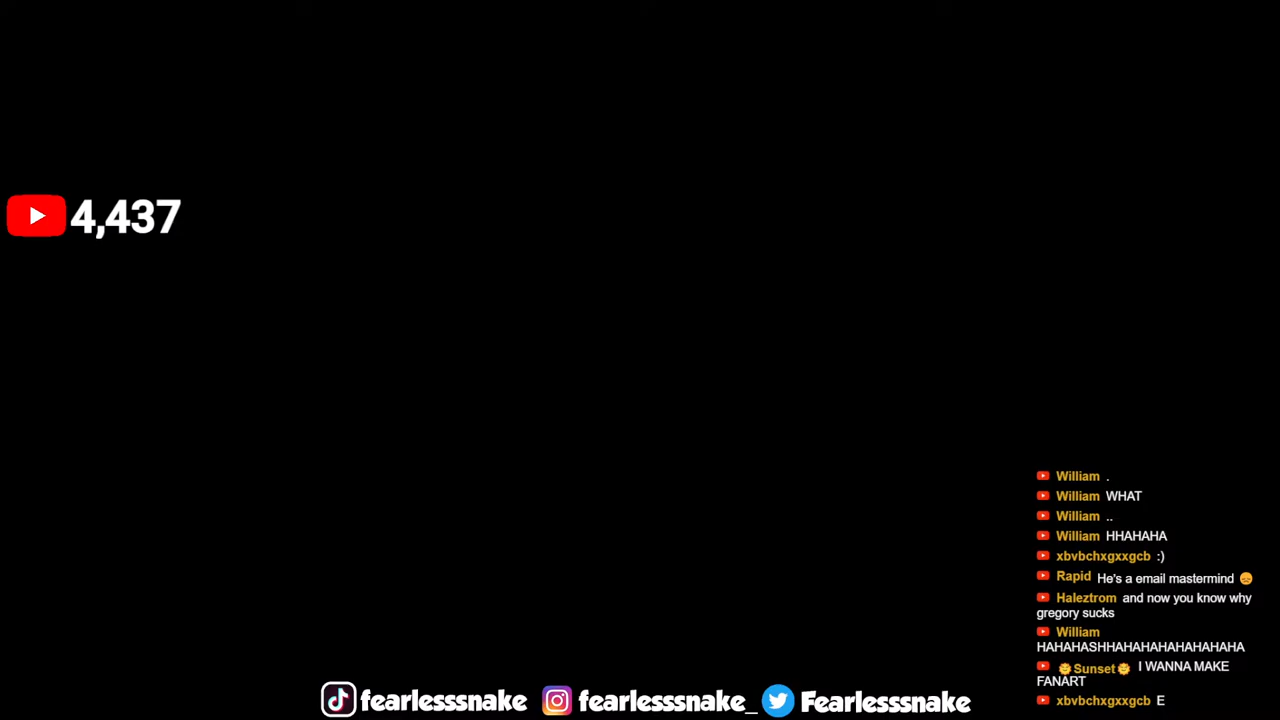 4,437
William .
William WHAT
William ..
William HHAHAHA
xbvbchxgxxgcb :)
Rapid He's a email mastermind 😞
Haleztrom and now you know why
gregory sucks
William
HAHAHASHHAHAHAHAHAHAHA
🌞Sunset🌞 I WANNA MAKE
FANART
xbvbchxgxxgcb E
fearlesssnake fearlesssnake_ Fearlesssnake